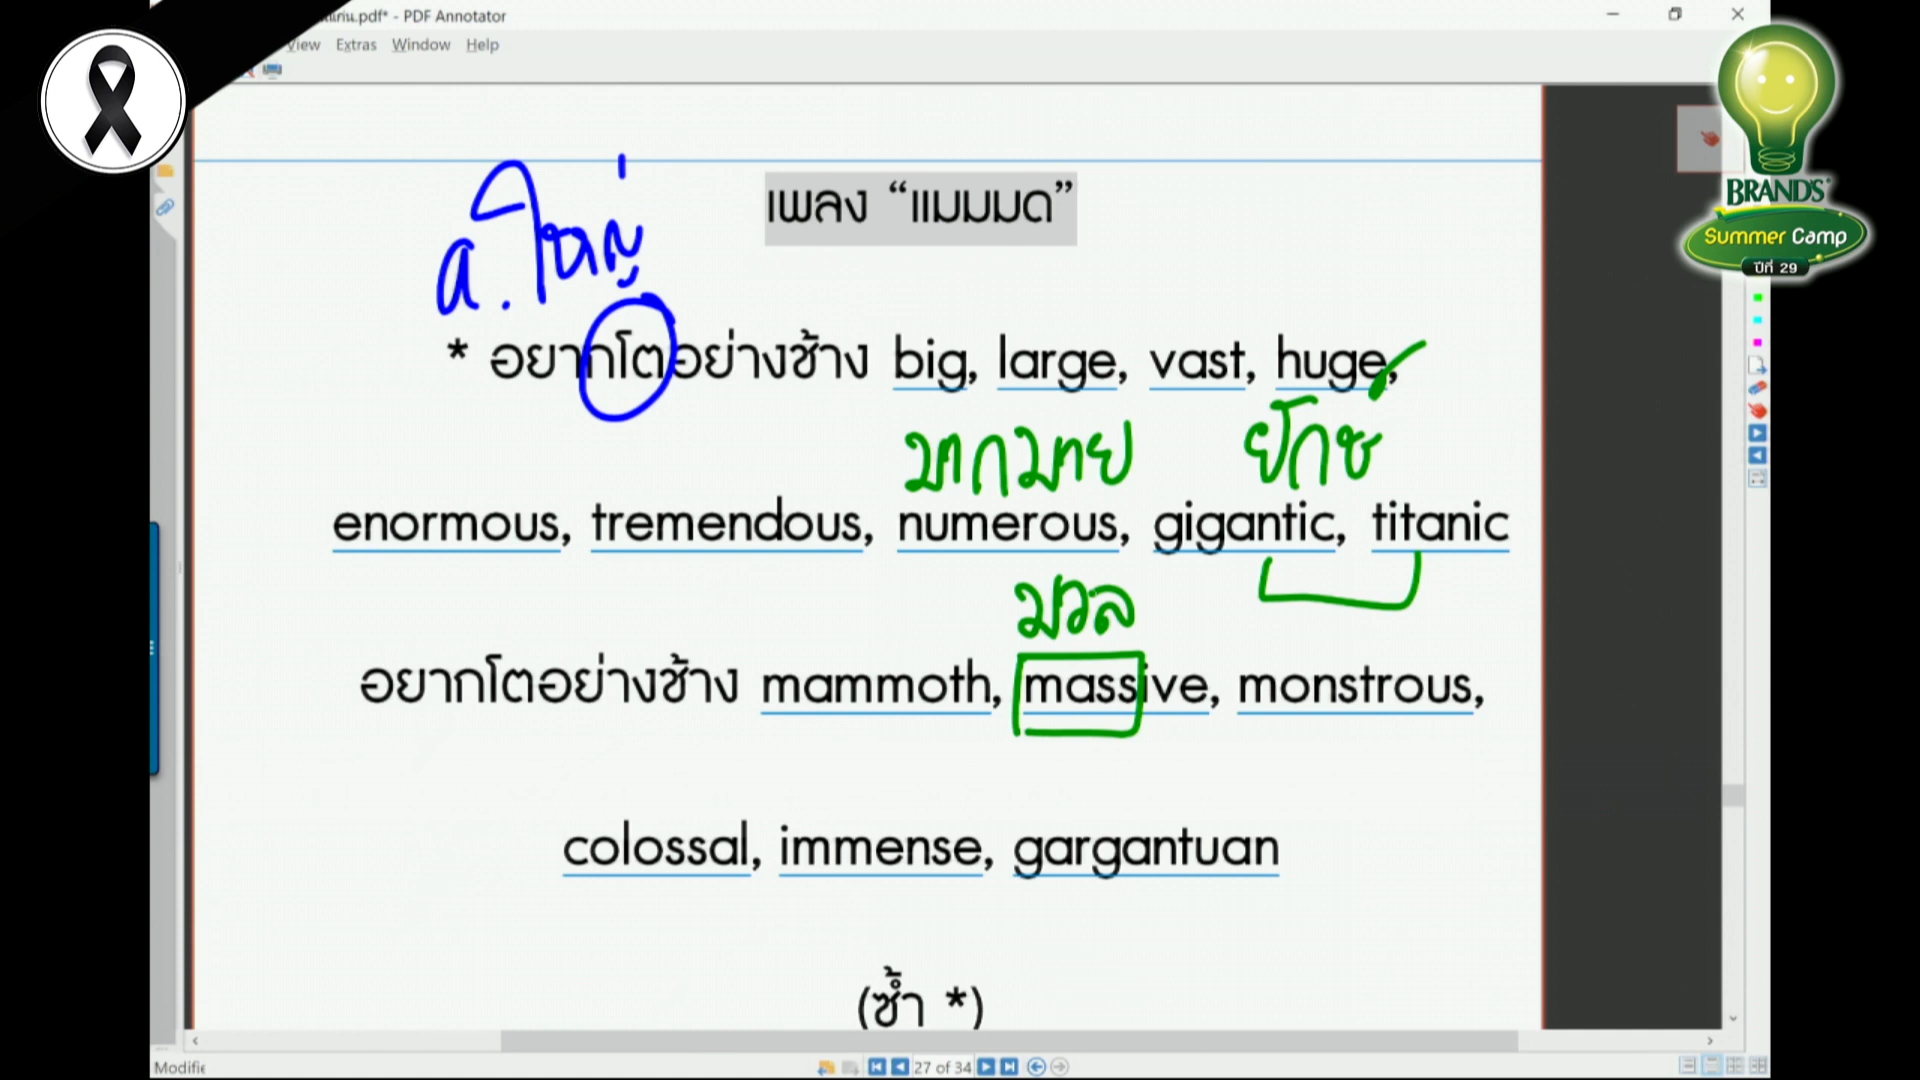 .pdf* - PDF Annotator
View Extras Window Help
BRAND'S
Summer Camp
ปีที่ 29
เพลง “แมมมด”
a. ใหญ่
* อยากโตอย่างช้าง big, large, vast, huge,
มากมาย ยักษ์
enormous, tremendous, numerous, gigantic, titanic
มวล
อยากโตอย่างช้าง mammoth, massive, monstrous,
colossal, immense, gargantuan
(ซ้ำ *)
27 of 34